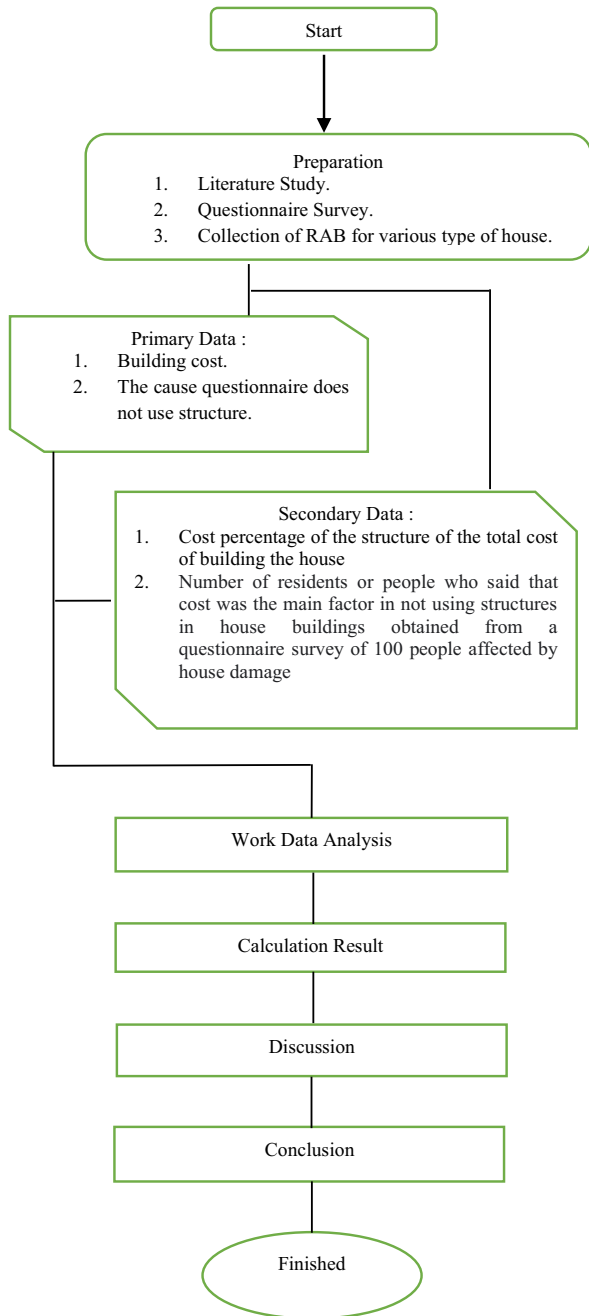 Start
Preparation
1. Literature Study.
2. Questionnaire Survey.
3. Collection of RAB for various type of house.
Primary Data :
1. Building cost.
2. The cause questionnaire does
not use structure.
Secondary Data :
1. Cost percentage of the structure of the total cost
of building the house
2. Number of residents or people who said that
cost was the main factor in not using structures
in house buildings obtained from a
questionnaire survey of 100 people affected by
house damage
Work Data Analysis
Calculation Result
Discussion
Conclusion
Finished